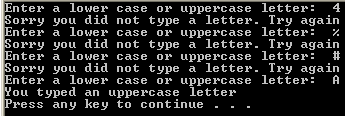 Enter a lower case or uppercase letter: 4
Sorry you did not type a letter. Try again
Enter a lower case or uppercase letter: %
Sorry you did not type a letter. Try again
Enter a lower case or uppercase letter: #
Sorry you did not type a letter. Try again
Enter a lower case or uppercase letter: A
You typed an uppercase letter
Press any key to continue . . .